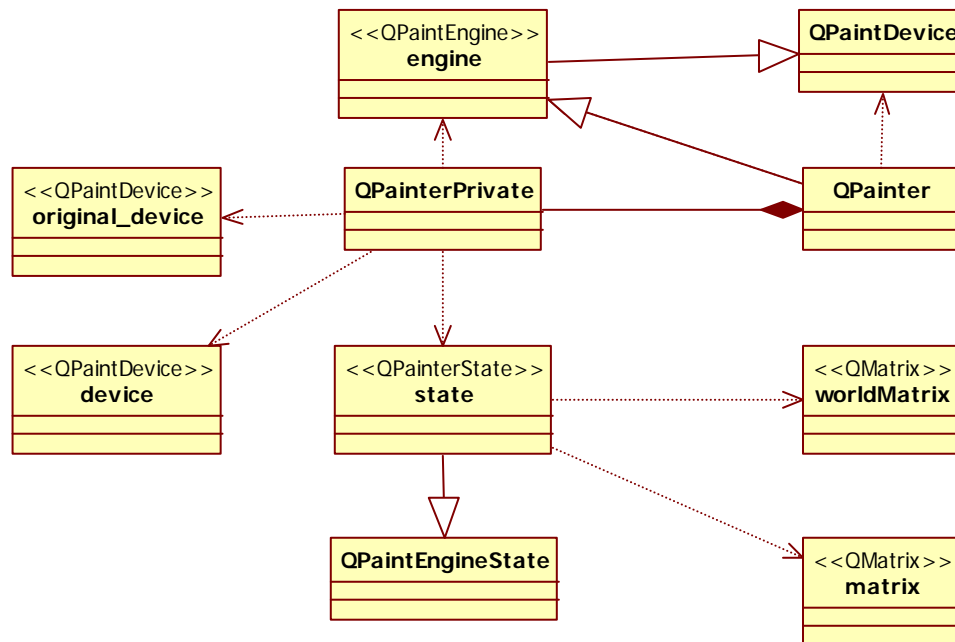 <<QPaintEngine>>
engine
QPaintDevice
<<QPaintDevice>>
original_device
QPainterPrivate
QPainter
<<QPaintDevice>>
device
<<QPainterState>>
state
<<QMatrix>>
worldMatrix
QPaintEngineState
<<QMatrix>>
matrix